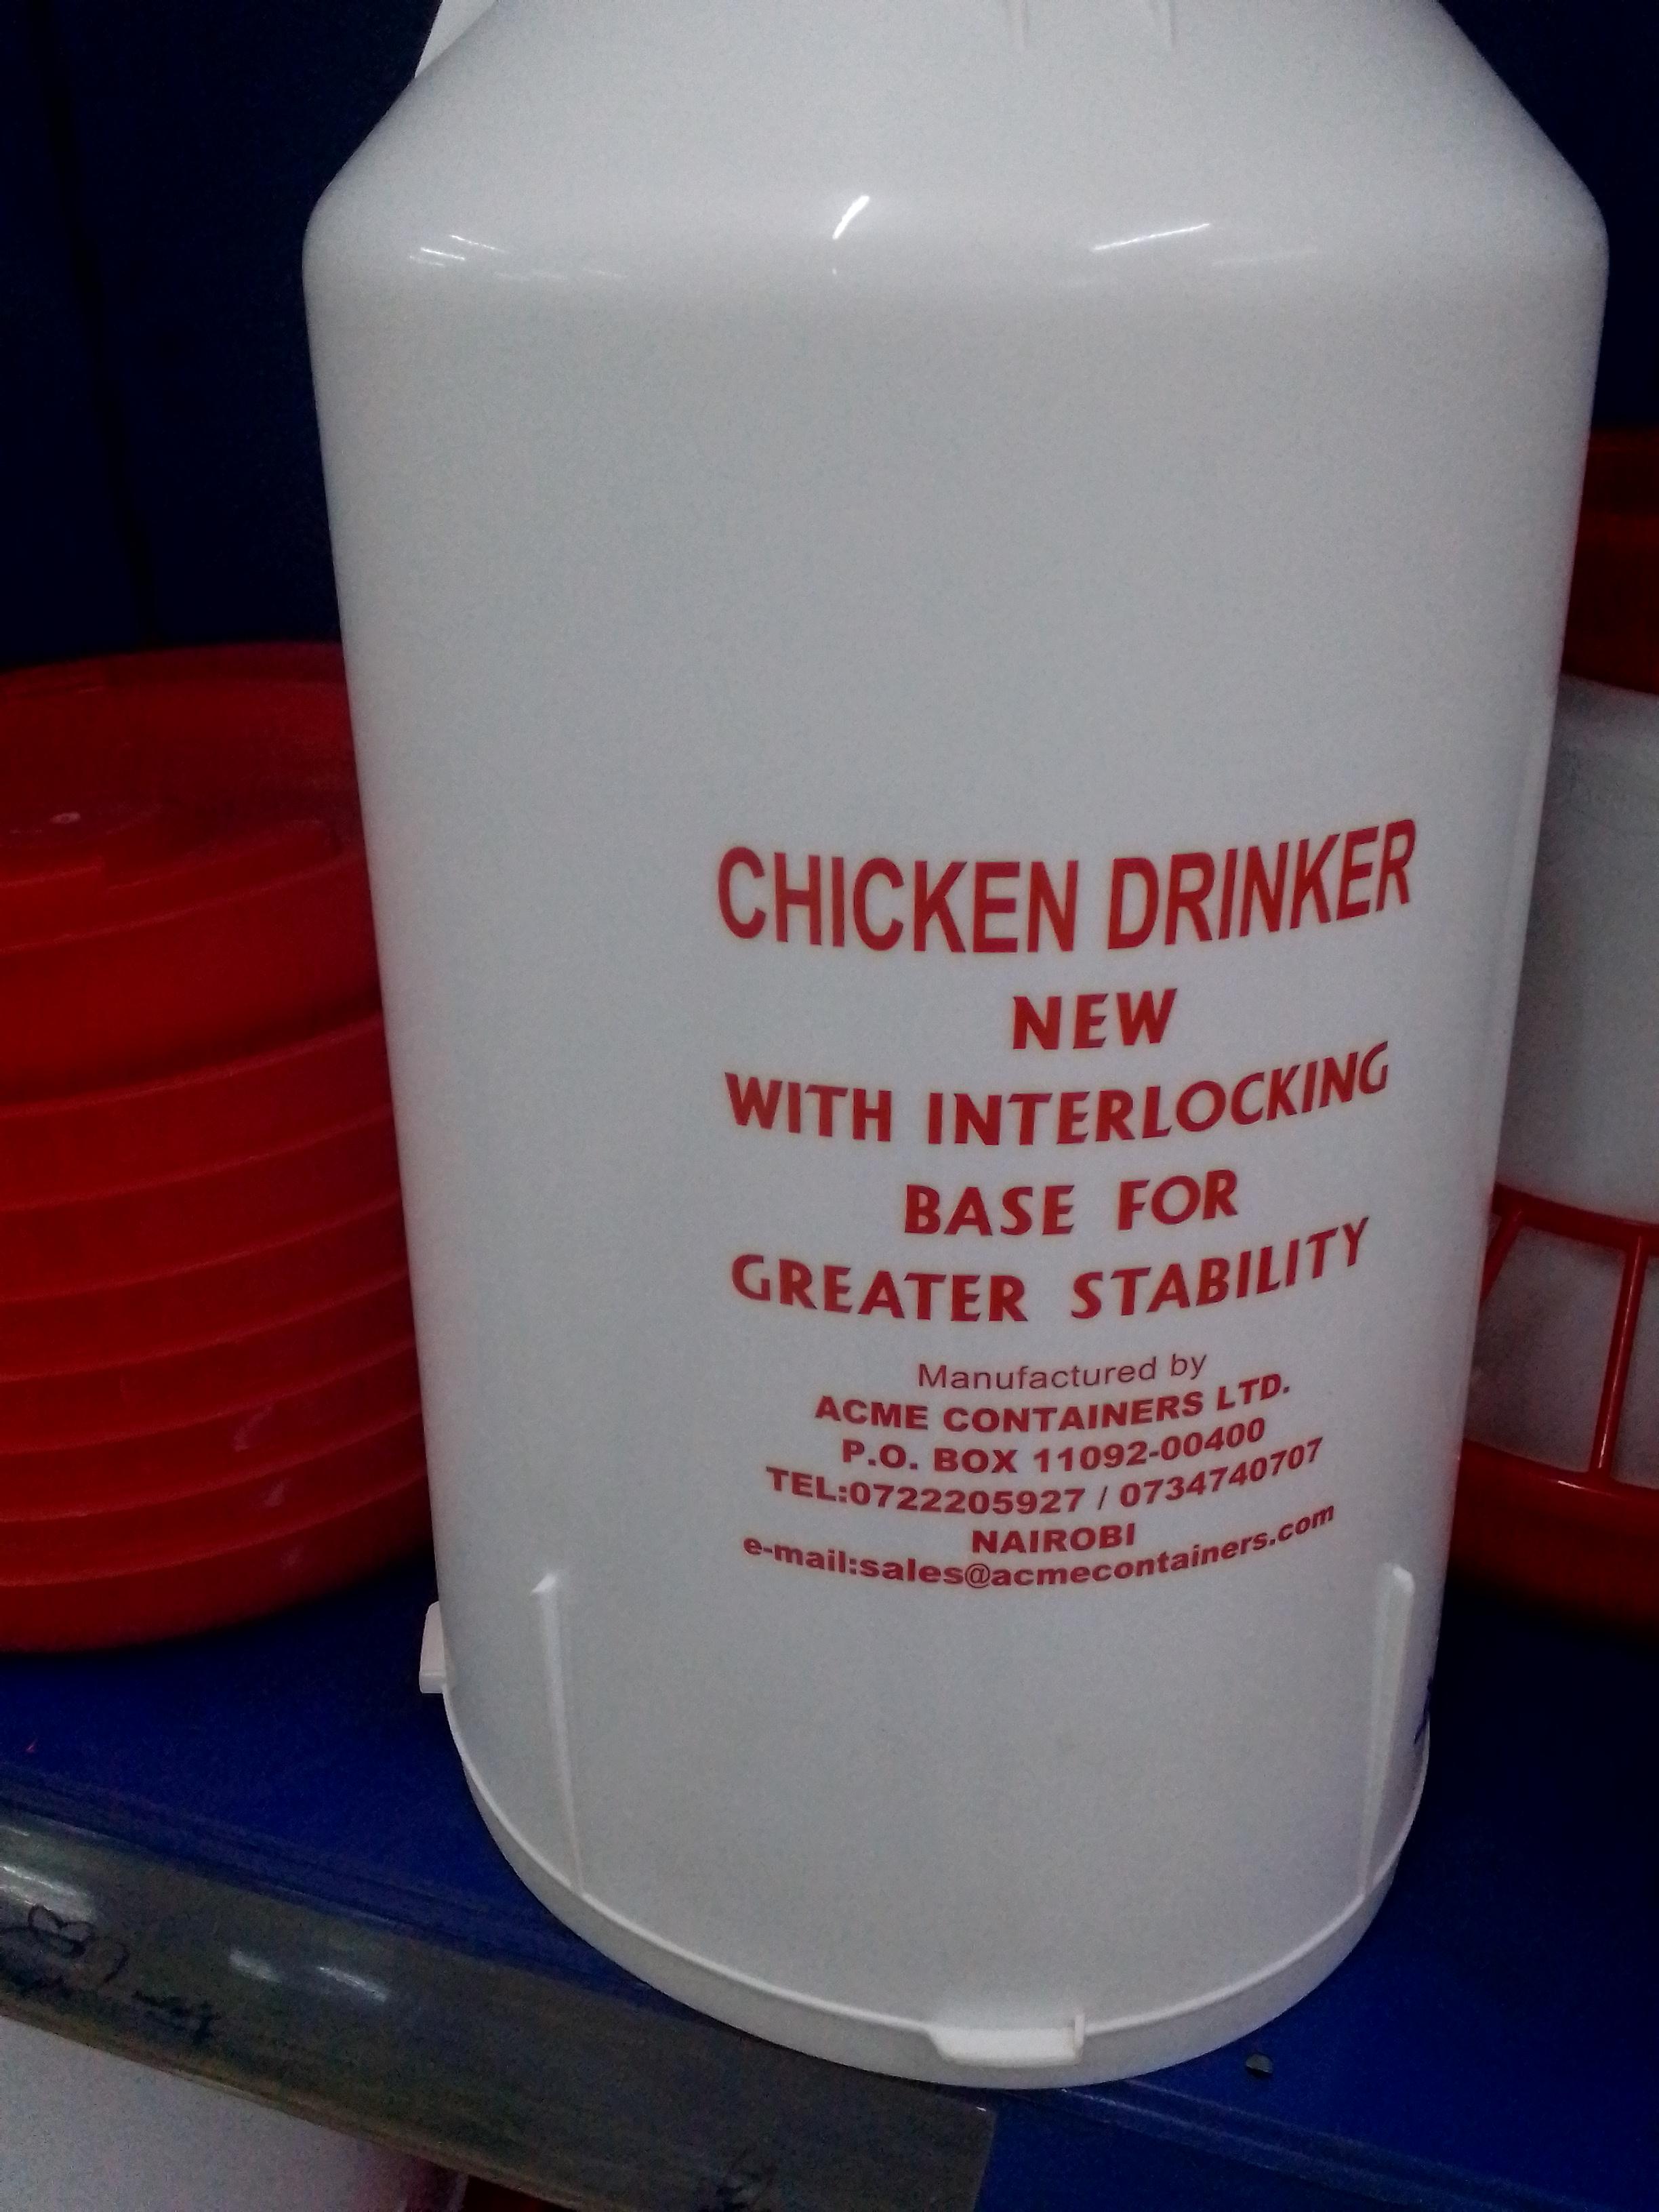 CHICKEN DRINKER
NEW
WITH INTERLOCKING
BASE FOR
GREATER STABILITY
Manufactured by
ACME CONTAINERS LTD.
P.O. BOX 11092-00400
TEL:0722205927 / 0734740707
NAIROBI
e-mail:sales@acmecontainers.com